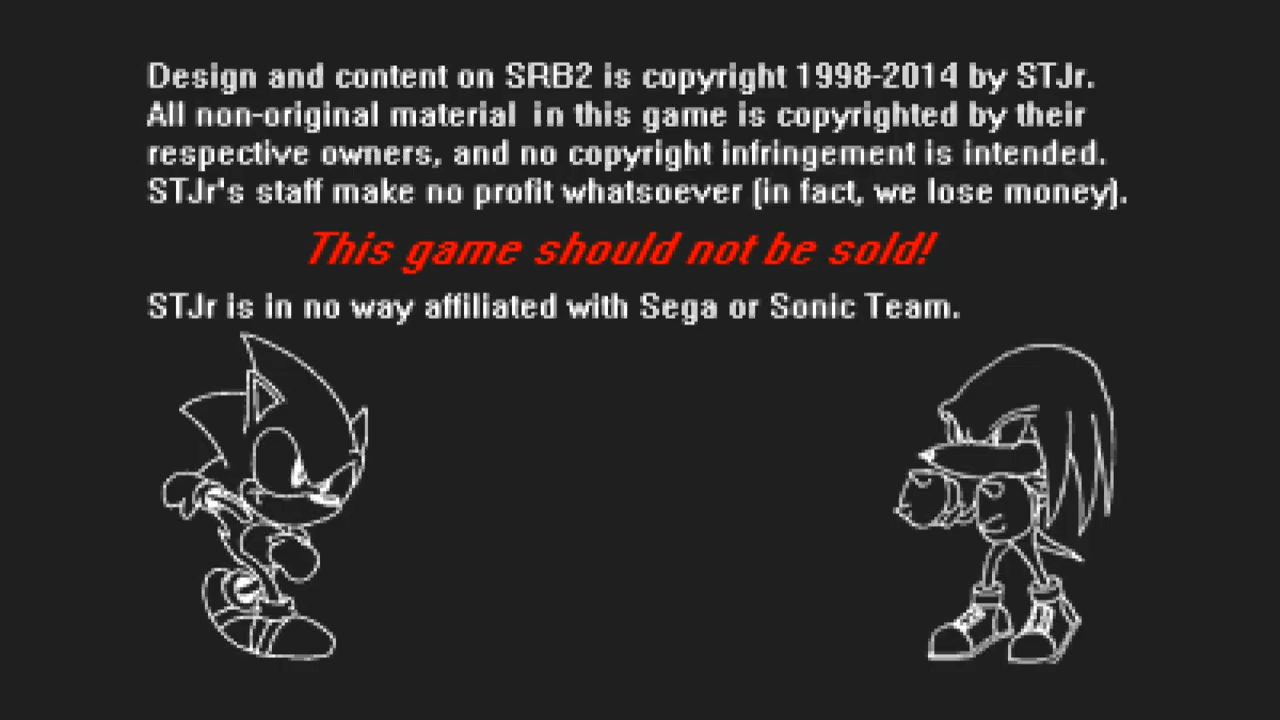 Design and content on SRB2 is copyright 1998-2014 by STJr.
All non-original material in this game is copyrighted by their
respective owners, and no copyright infringement is intended.
STJr's staff make no profit whatsoever (in fact, we lose money).
This game should not be sold!
STJr is in no way affiliated with Sega or Sonic Team.